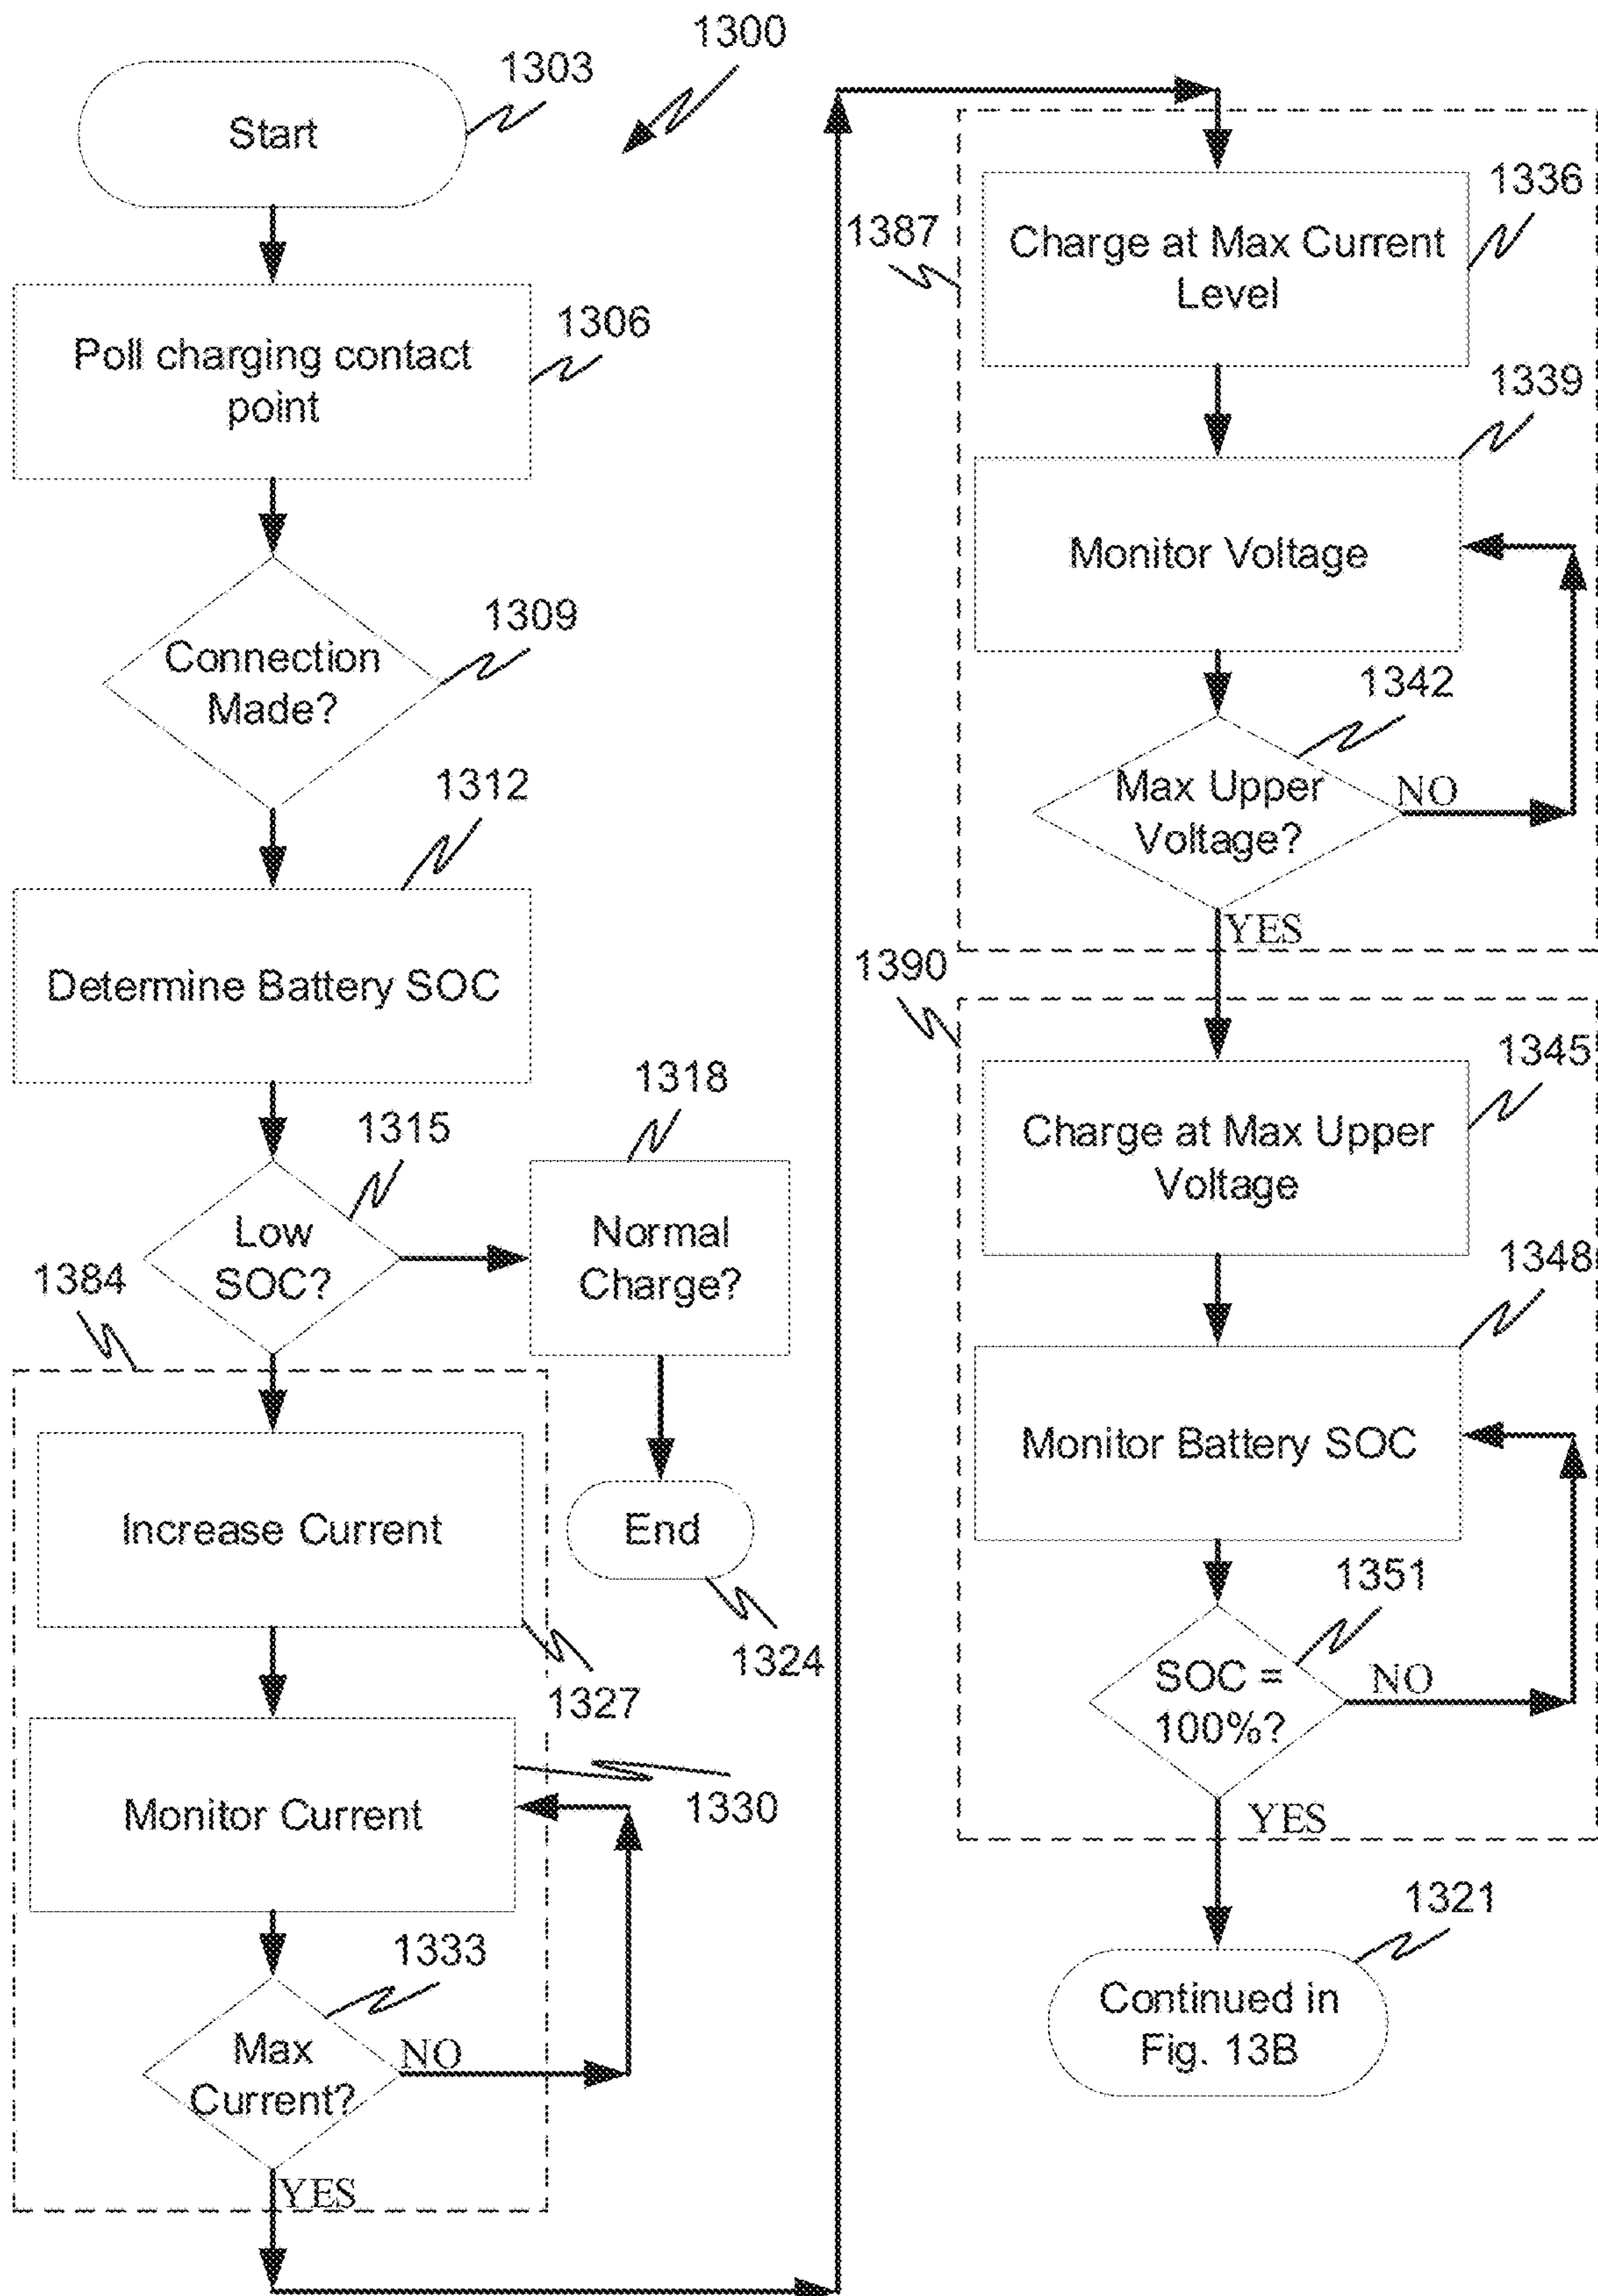 1300
Start
1303
Poll charging contact
point
1306
Connection
Made?
1309
1312
Determine Battery SOC
1315
Low
SOC?
1318
Normal
Charge?
End
1324
1384
Increase Current
1327
Monitor Current
1330
1333
Max
Current?
NO
YES
1387
Charge at Max Current
Level
1336
1339
Monitor Voltage
1342
Max Upper
Voltage?
NO
YES
1390
Charge at Max Upper
Voltage
1345
1348
Monitor Battery SOC
1351
SOC =
100%?
NO
YES
1321
Continued in
Fig. 13B